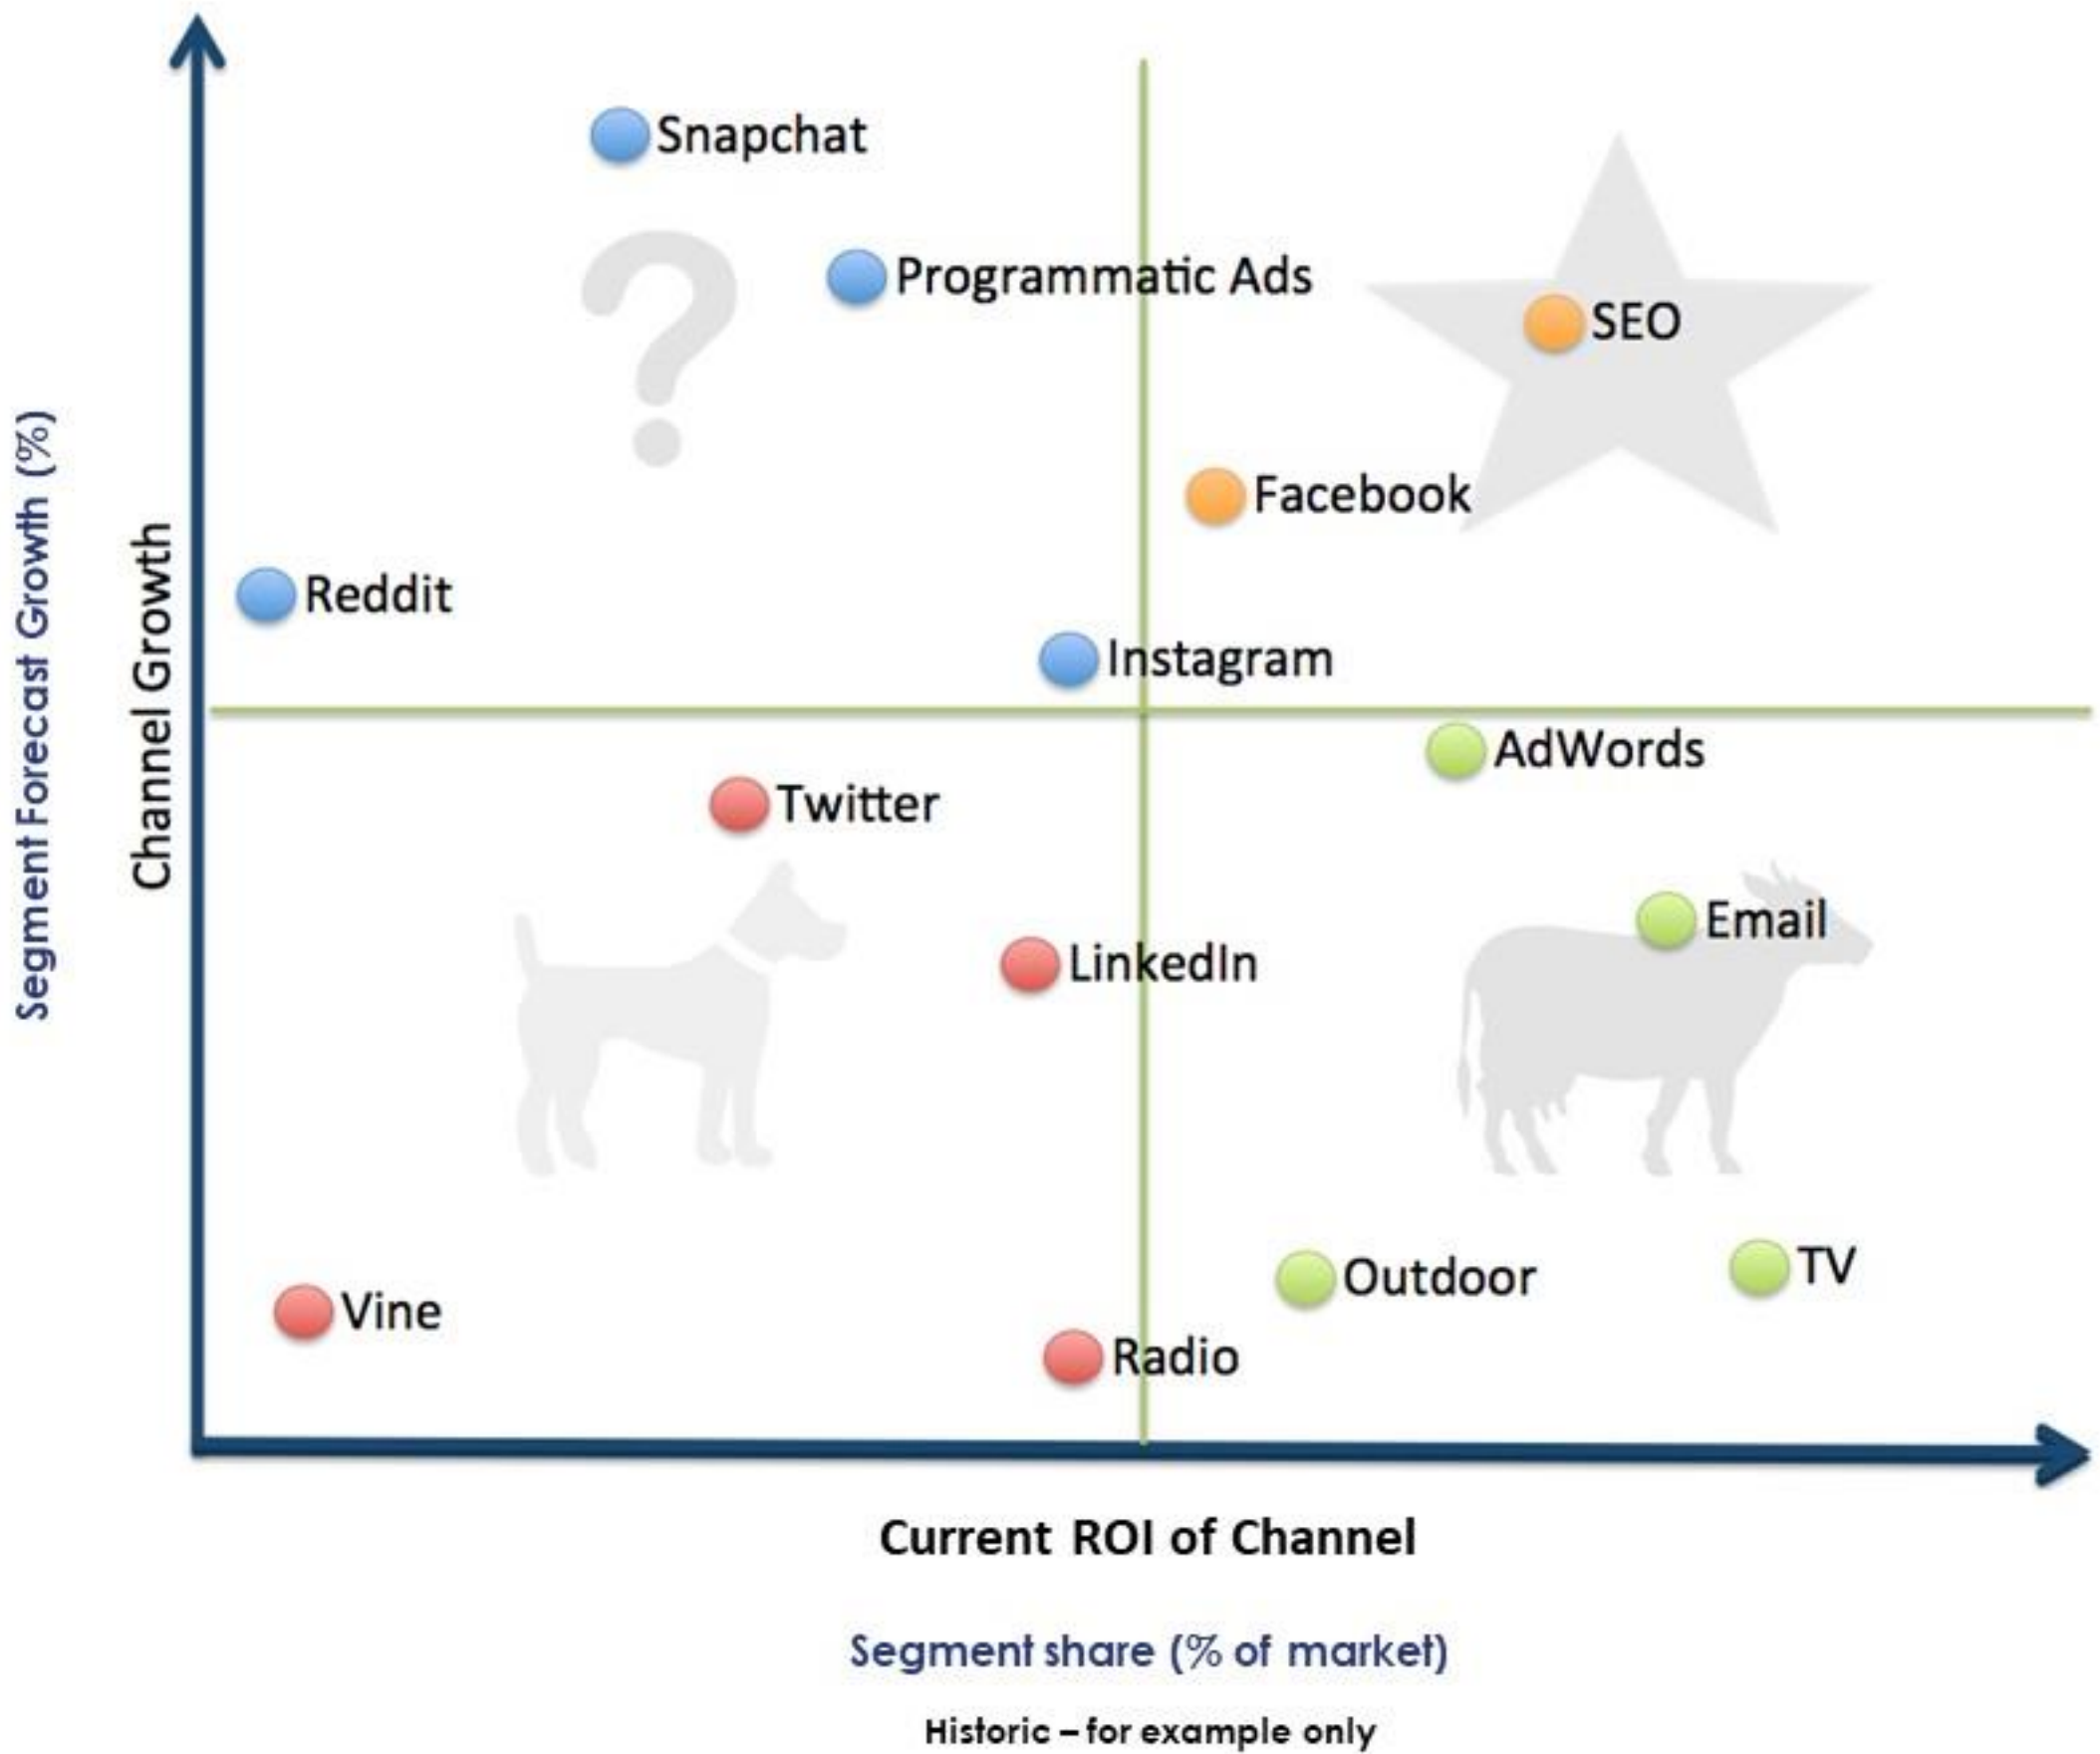 Snapchat
Programmatic Ads
SEO
Facebook
Reddit
Instagram
Segment Forecast Growth (%)
Channel Growth
AdWords
Twitter
Email
LinkedIn
Outdoor
TV
Vine
Radio
Current ROI of Channel
Segment share (% of market)
Historic – for example only